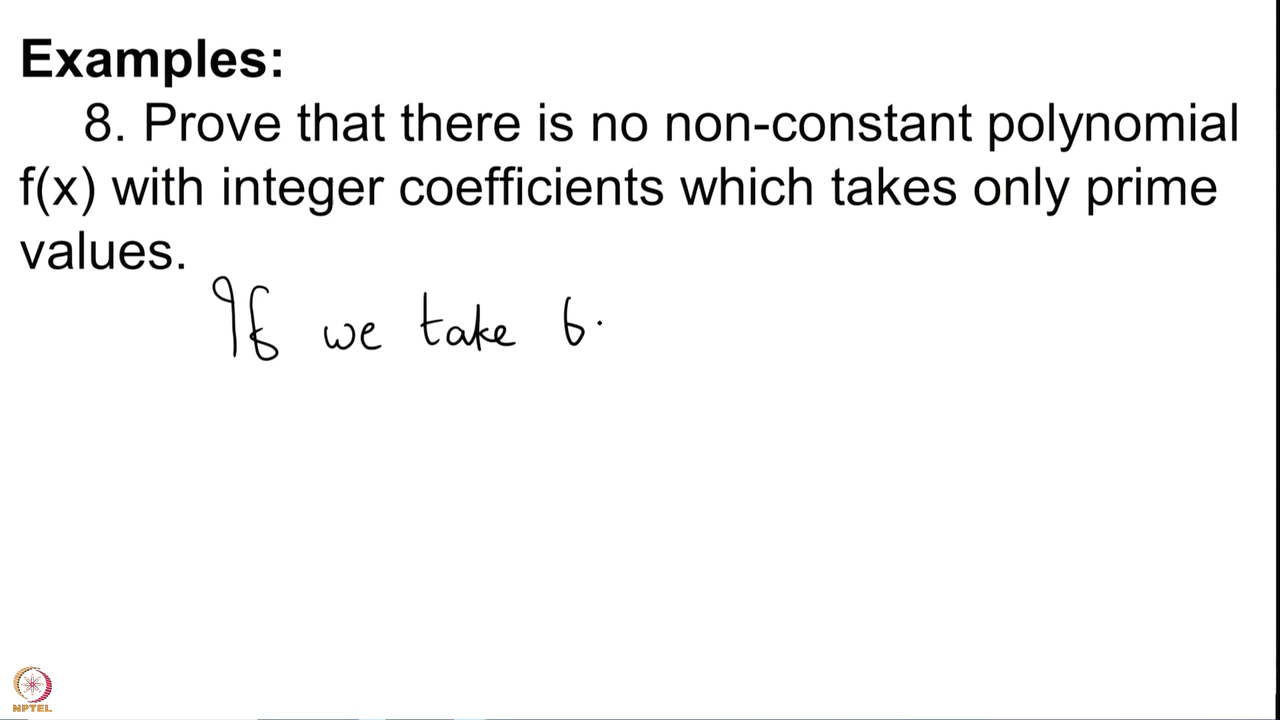 Examples:
8. Prove that there is no non-constant polynomial
f(x) with integer coefficients which takes only prime
values.
If we take
NPTEL